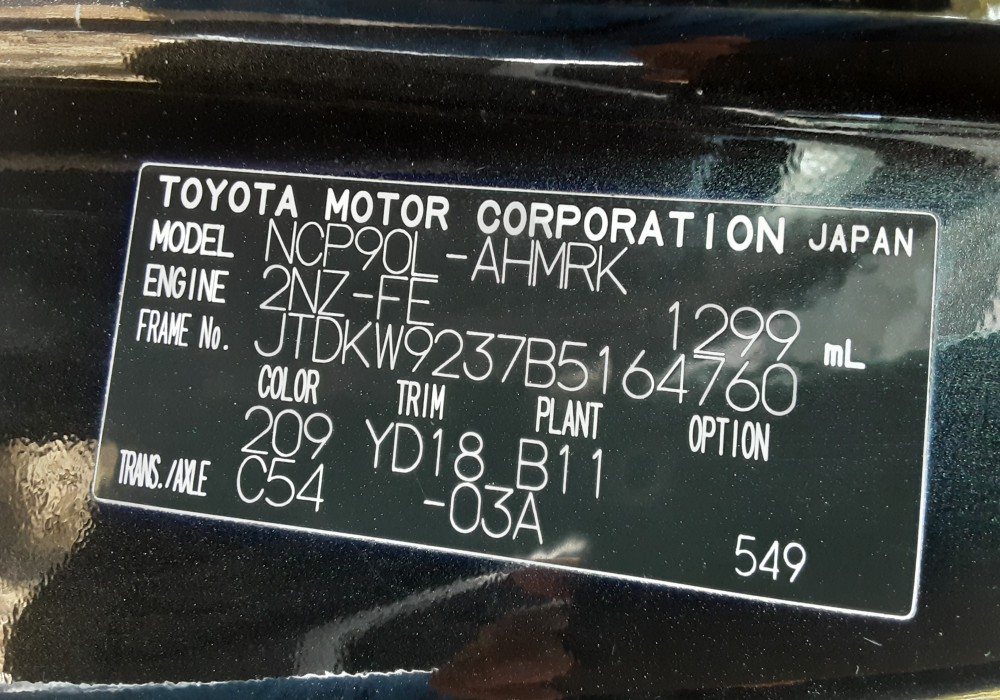 TOYOTA MOTOR CORPORATION JAPAN
MODEL NCP90L-AHMRK
ENGINE 2NZ-FE 1299 mL
FRAME No. JTDKW9237B5164760
COLOR TRIM PLANT OPTION
209 YD18 B11
TRANS./AXLE C54 -03A
549